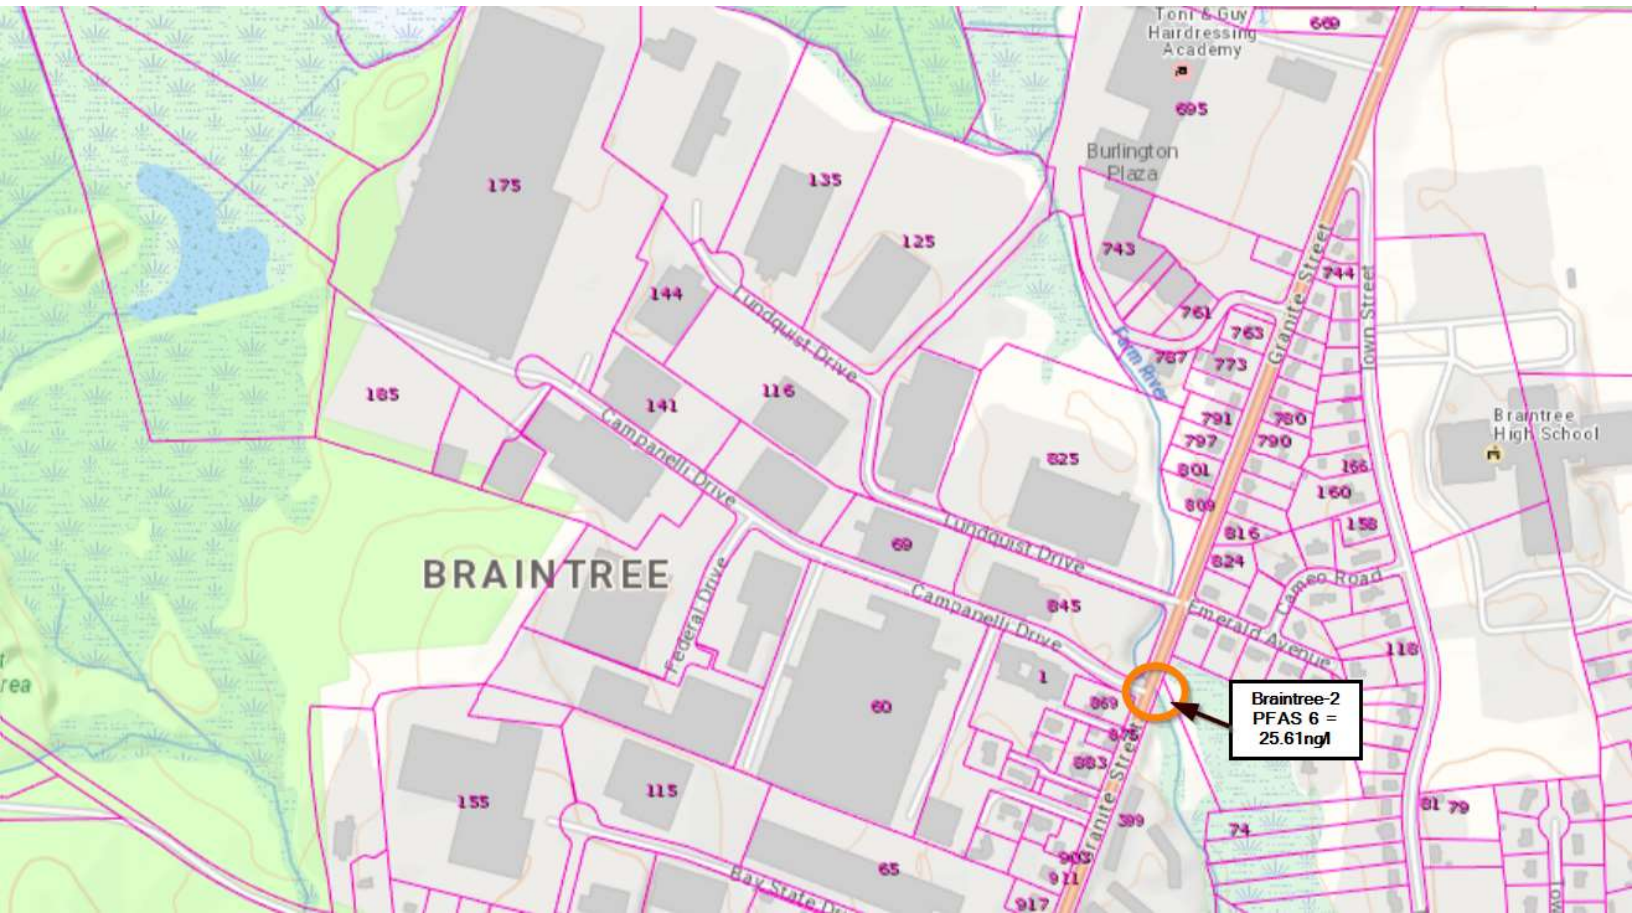 Toni & Guy
Hairdressing
Academy
669
695
Burlington
Plaza
175
135
125
743
144
744
761
763
787
773
Lundquist Drive
Granite Street
Town Street
Farm River
185
141
116
791
780
797
790
Braintree
High School
Campanelli Drive
825
801
166
160
809
158
816
69
Lundquist Drive
824
BRAINTREE
Cameo Road
Federal Drive
Campanelli Drive
845
Emerald Avenue
118
1
869
Braintree-2
PFAS 6 =
25.61ng/l
60
875
883
Granite Street
115
155
81 79
399
74
65
903
911
Bay State
917